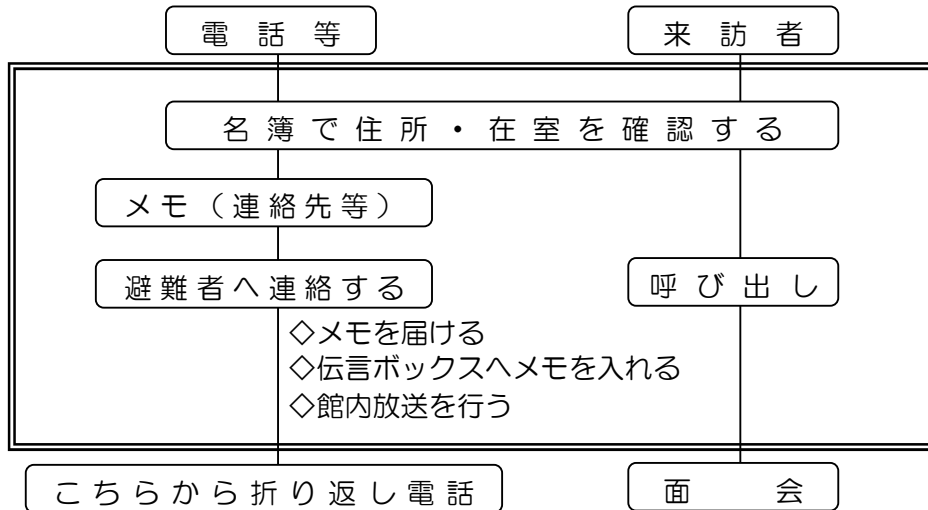 電話等
来訪者
名簿で住所・在室を確認する
メモ（連絡先等）
避難者へ連絡する
呼び出し
◇メモを届ける
◇伝言ボックスへメモを入れる
◇館内放送を行う
こちらから折り返し電話
面会